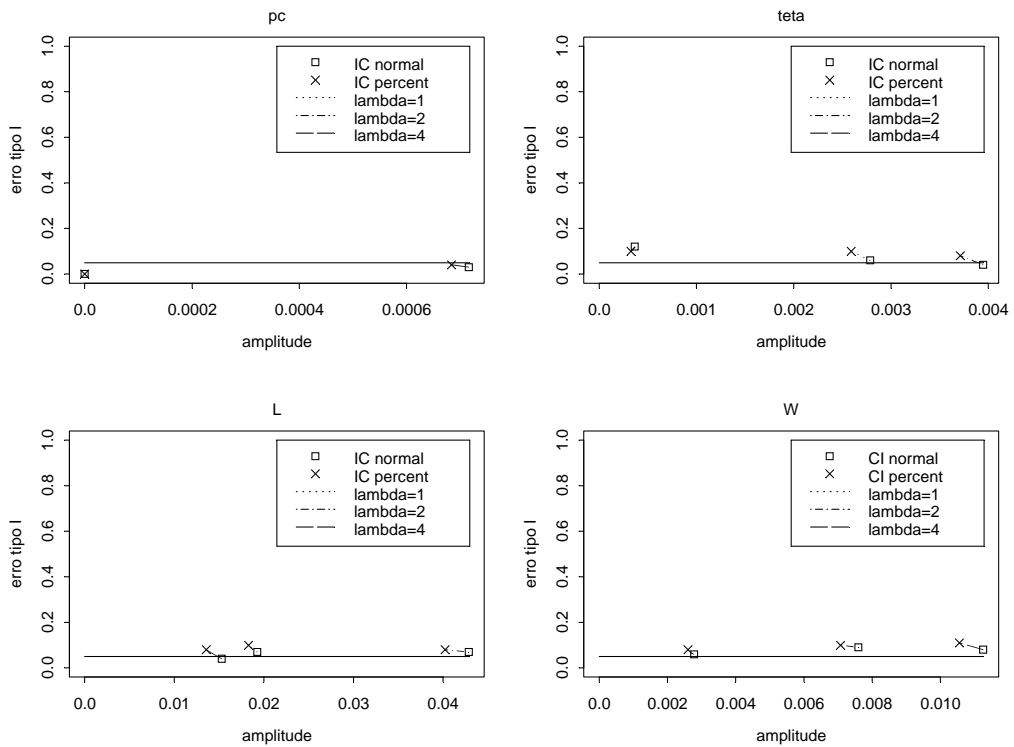 pc
erro tipo I
0.0 0.2 0.4 0.6 0.8 1.0
IC normal
IC percent
lambda=1
lambda=2
lambda=4
0.0 0.0002 0.0004 0.0006
amplitude
teta
erro tipo I
0.0 0.2 0.4 0.6 0.8 1.0
IC normal
IC percent
lambda=1
lambda=2
lambda=4
0.0 0.001 0.002 0.003 0.004
amplitude
L
erro tipo I
0.0 0.2 0.4 0.6 0.8 1.0
IC normal
IC percent
lambda=1
lambda=2
lambda=4
0.0 0.01 0.02 0.03 0.04
amplitude
W
erro tipo I
0.0 0.2 0.4 0.6 0.8 1.0
CI normal
CI percent
lambda=1
lambda=2
lambda=4
0.0 0.002 0.004 0.006 0.008 0.010
amplitude